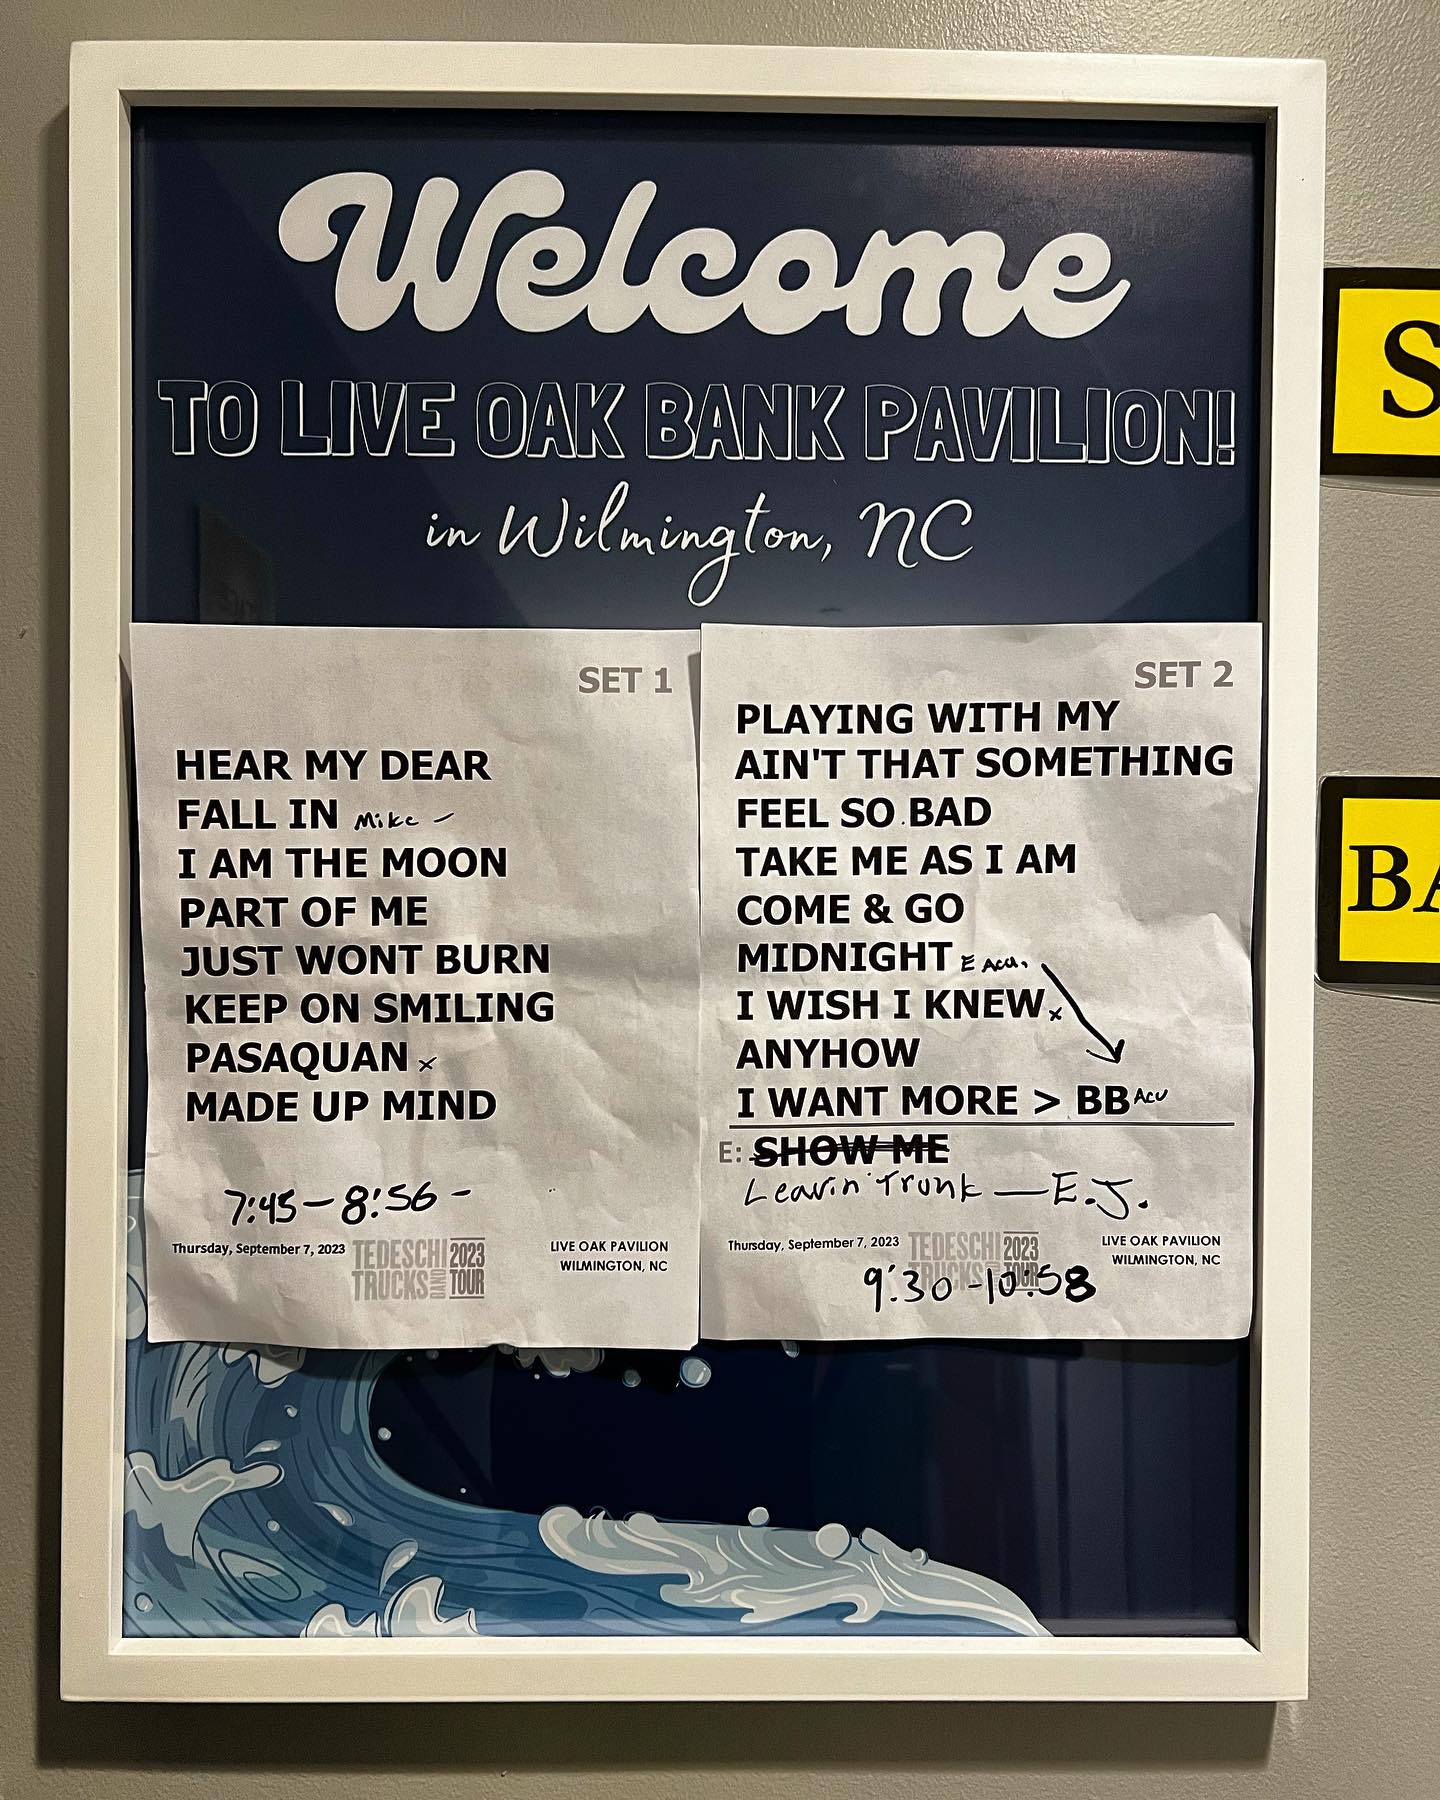 Welcome
TO LIVE OAK BANK PAVILION!
in Wilmington, NC
SET 1
HEAR MY DEAR
FALL IN Mike –
I AM THE MOON
PART OF ME
JUST WONT BURN
KEEP ON SMILING
PASAQUAN x
MADE UP MIND
7:45 – 8:56 –
Thursday, September 7, 2023
TEDESCHI TRUCKS BAND 2023 TOUR
LIVE OAK PAVILION
WILMINGTON, NC
SET 2
PLAYING WITH MY
AIN'T THAT SOMETHING
FEEL SO BAD
TAKE ME AS I AM
COME & GO
MIDNIGHT E Acu.
I WISH I KNEW x
ANYHOW
I WANT MORE > BB Acu
E: SHOW ME
Leavin Trunk — E.J.
Thursday, September 7, 2023
TEDESCHI TRUCKS BAND 2023 TOUR
LIVE OAK PAVILION
WILMINGTON, NC
9:30 - 10:58
S
BA